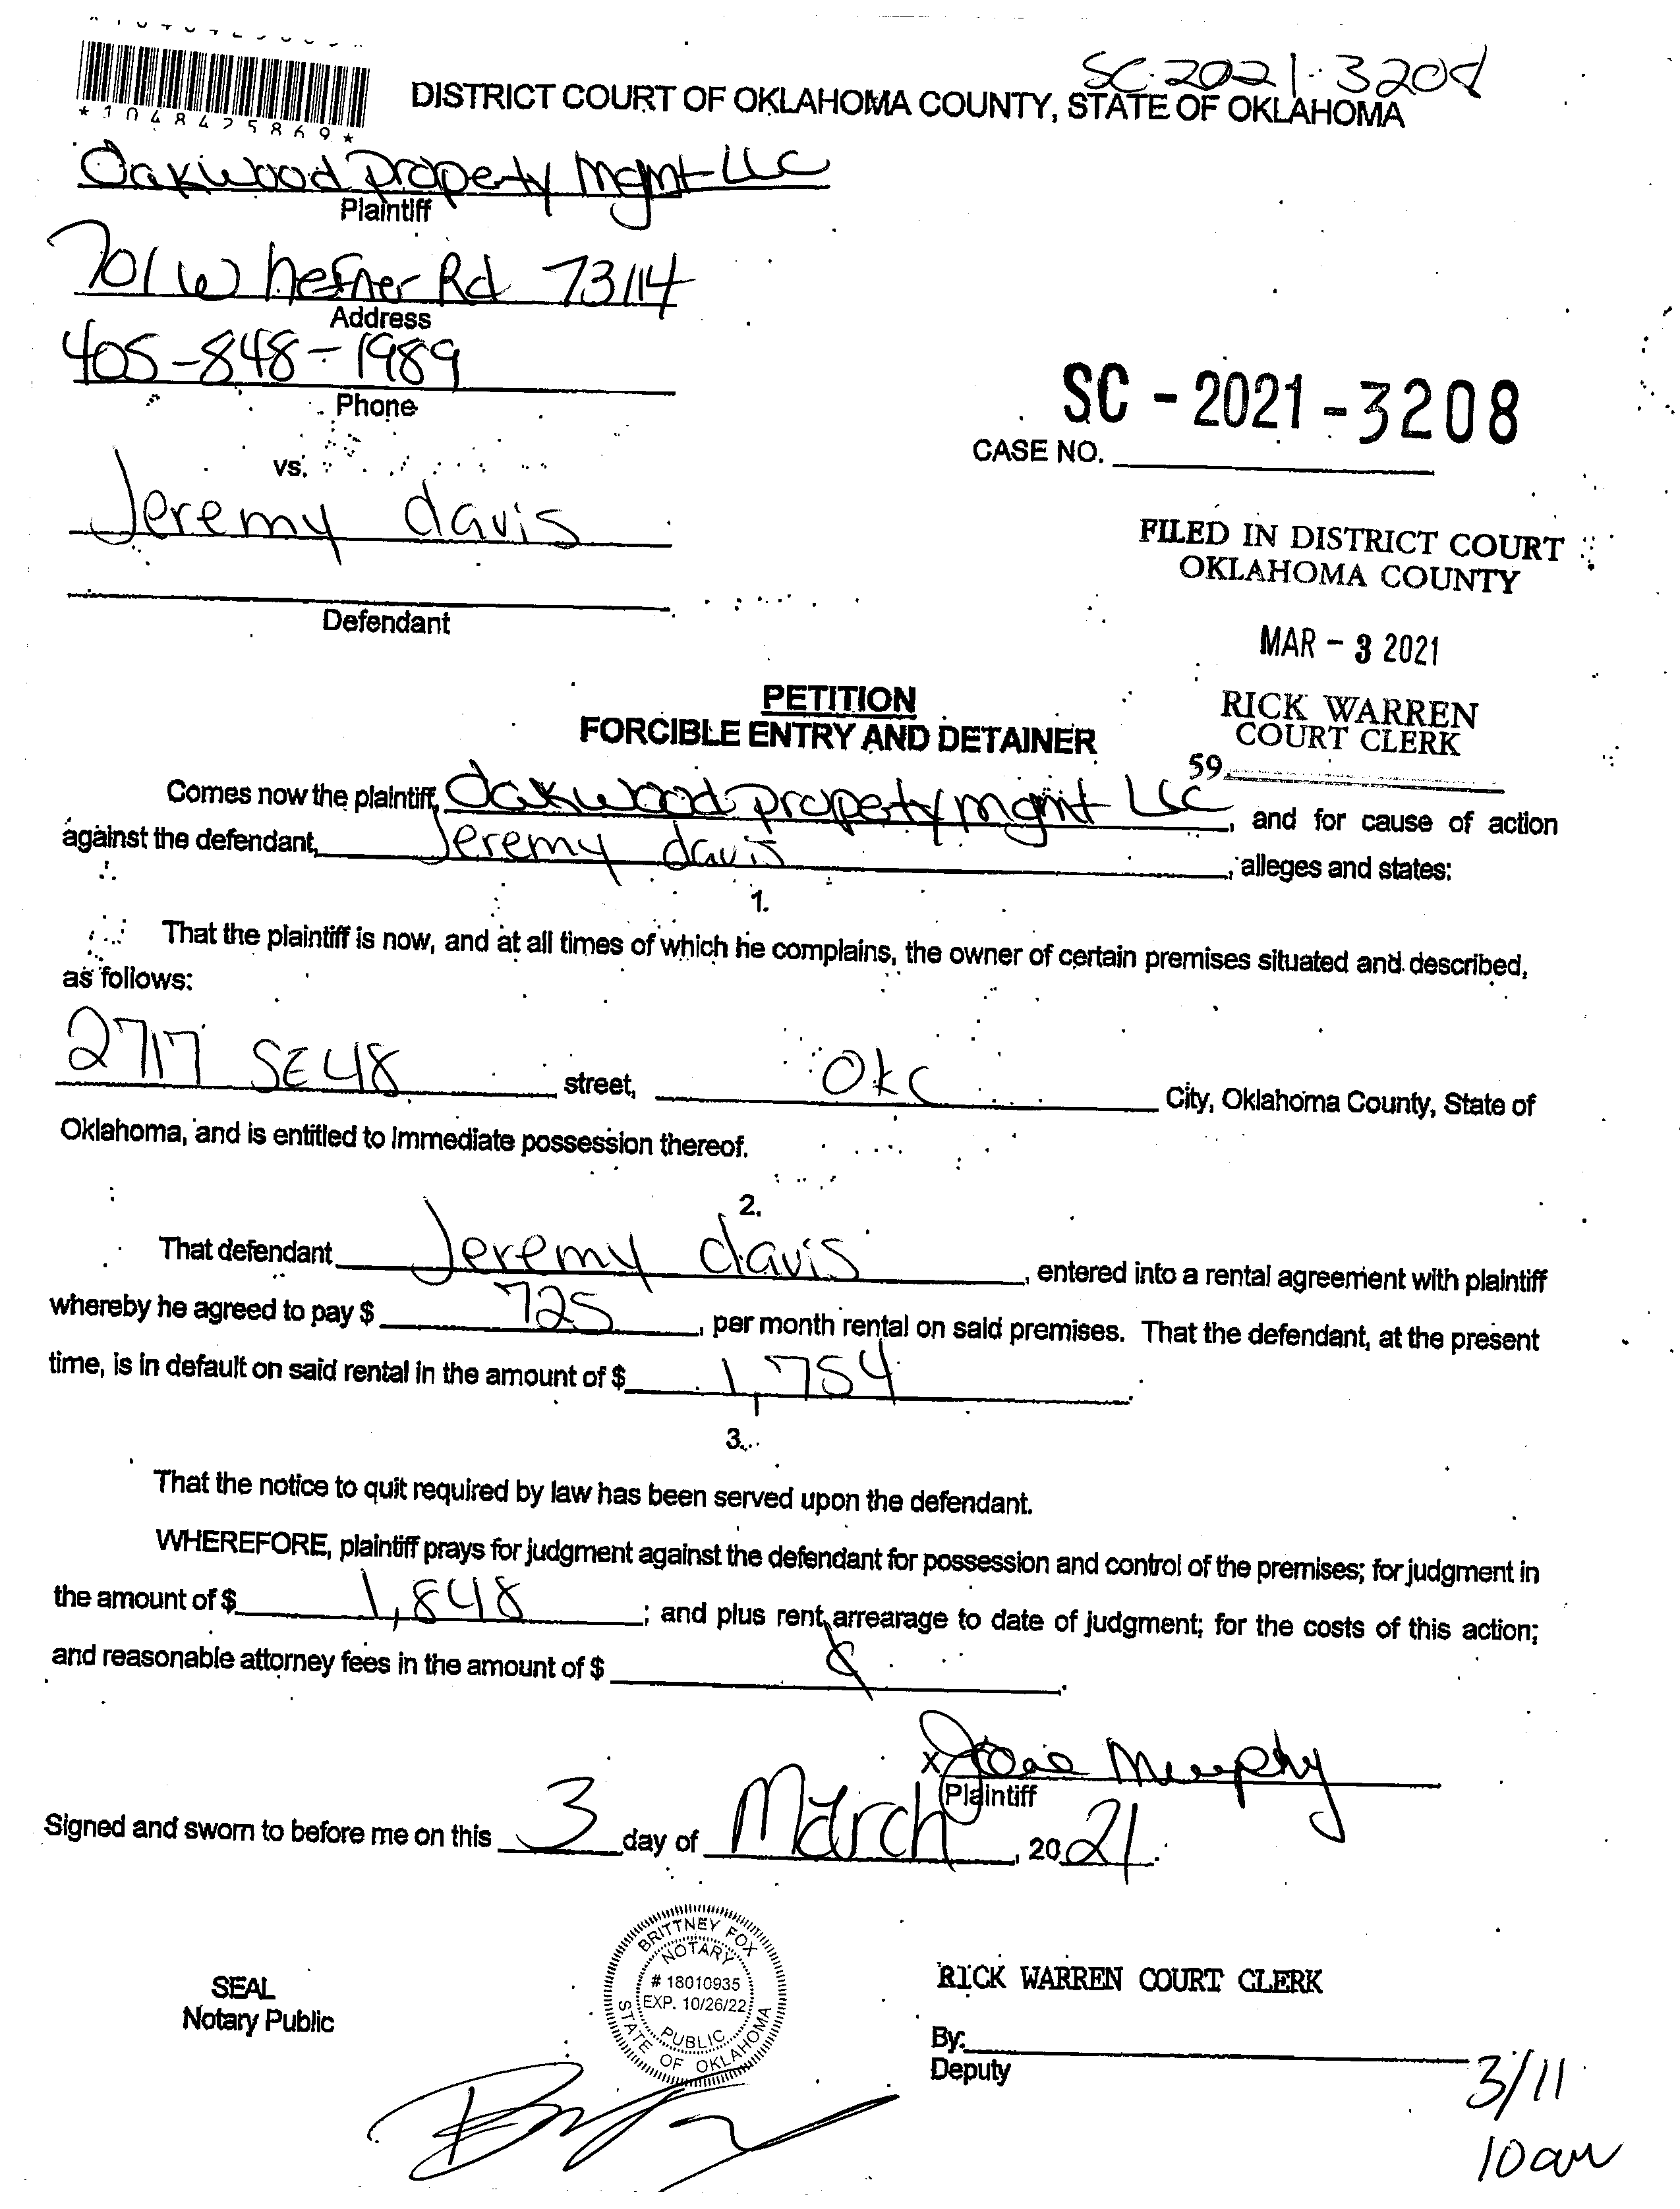 SC-2021-3208
DISTRICT COURT OF OKLAHOMA COUNTY, STATE OF OKLAHOMA
*1048425869*
Oakwood Property Mgmt LLC
Plaintiff
701 W hefner Rd 73114
Address
405-848-1989
Phone
SC - 2021 - 3208
CASE NO.
vs.
Jeremy davis
FILED IN DISTRICT COURT
OKLAHOMA COUNTY
Defendant
MAR - 3 2021
PETITION
FORCIBLE ENTRY AND DETAINER
RICK WARREN
COURT CLERK
59
Comes now the plaintiff, Oakwood property mgmt LLC, and for cause of action
against the defendant, Jeremy davis, alleges and states:
1.
That the plaintiff is now, and at all times of which he complains, the owner of certain premises situated and described,
as follows:
2717 SE 48 street, OKC City, Oklahoma County, State of
Oklahoma, and is entitled to immediate possession thereof.
2.
That defendant Jeremy davis, entered into a rental agreement with plaintiff
whereby he agreed to pay $ 725, per month rental on said premises. That the defendant, at the present
time, is in default on said rental in the amount of $ 1,754.
3.
That the notice to quit required by law has been served upon the defendant.
WHEREFORE, plaintiff prays for judgment against the defendant for possession and control of the premises; for judgment in
the amount of $ 1,848; and plus rent arrearage to date of judgment; for the costs of this action;
and reasonable attorney fees in the amount of $
x Murphy
Plaintiff
Signed and sworn to before me on this 3 day of March, 2021.
BRITTNEY FOX
NOTARY
# 18010935
EXP. 10/26/22
PUBLIC
STATE OF OKLAHOMA
SEAL
Notary Public
RICK WARREN COURT CLERK
By:
Deputy
3/11
10am